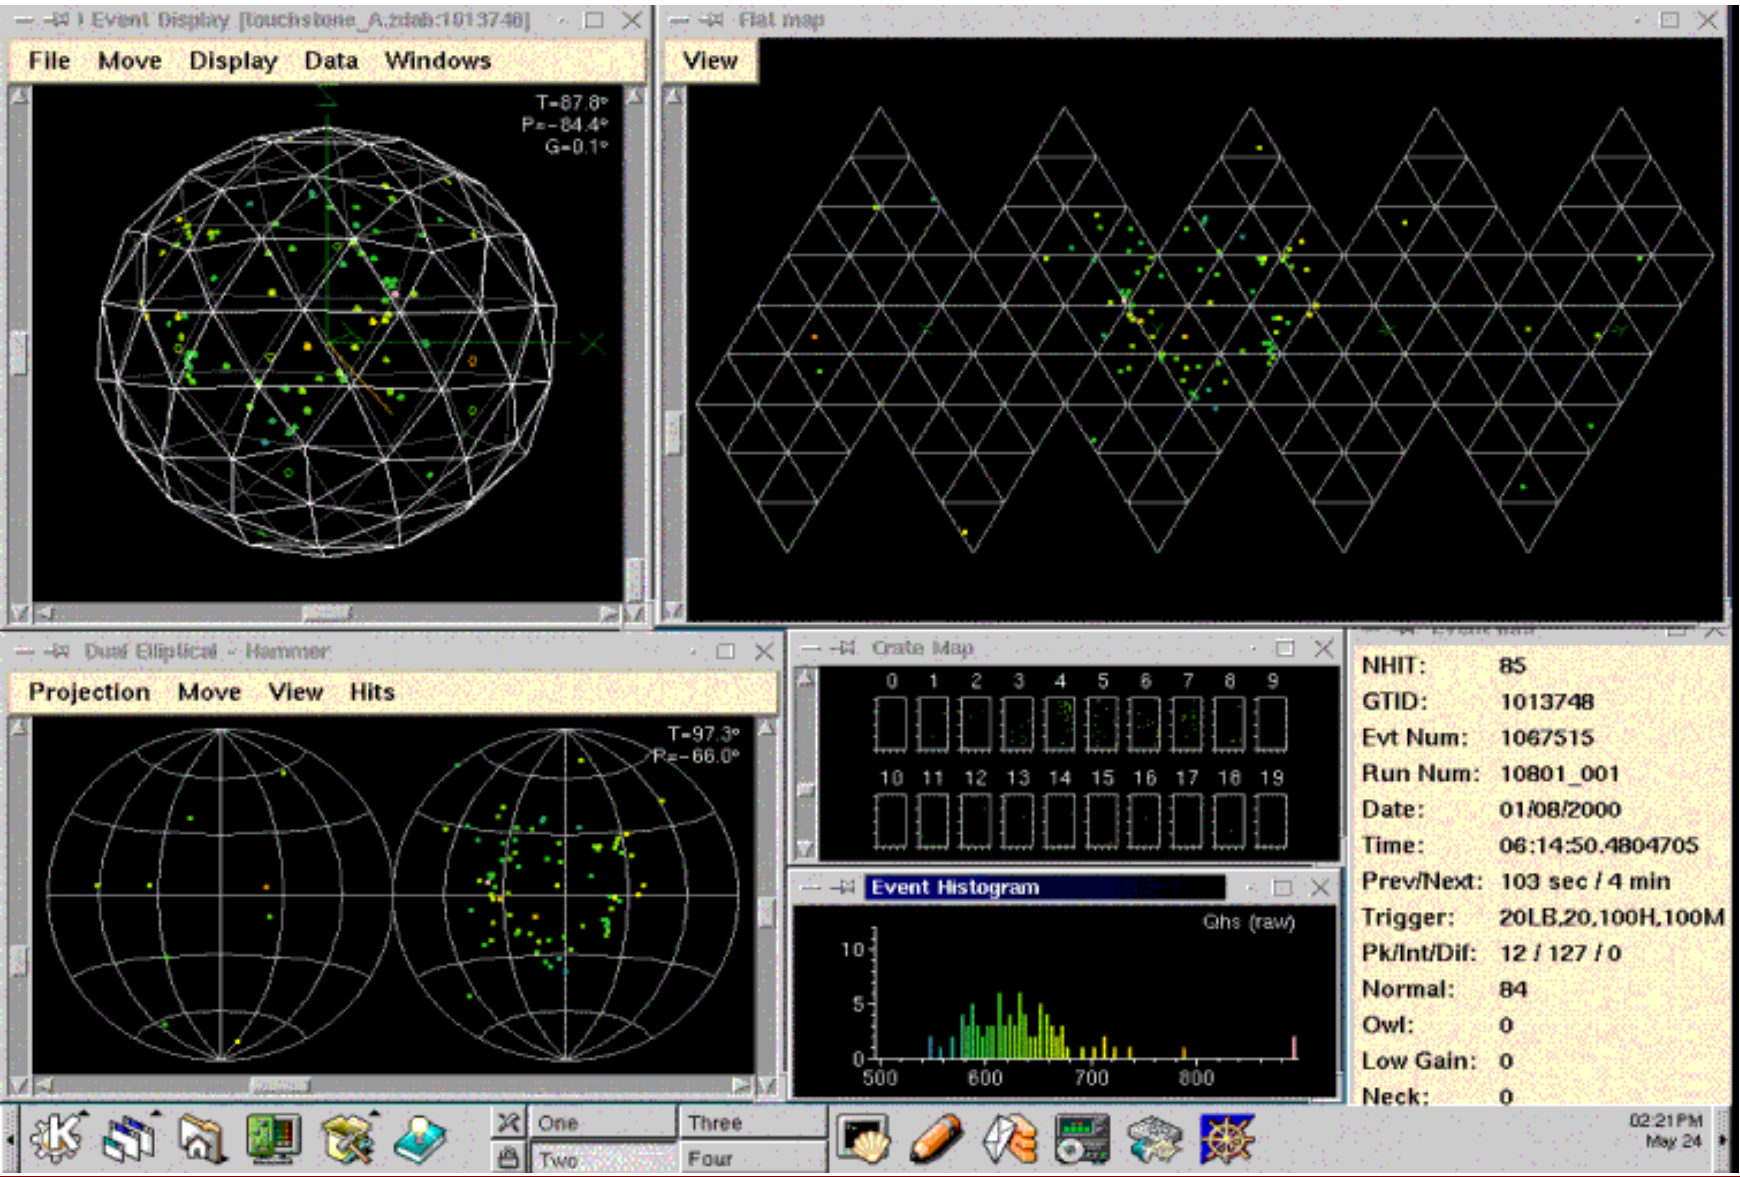 Event Display [touchstone_A.zdab:1013748]
File Move Display Data Windows
T=87.8°
P=-84.4°
G=0.1°
X
Flat map
View
Dual Elliptical - Hammer
Projection Move View Hits
T=97.3°
P=-66.0°
Crate Map
0 1 2 3 4 5 6 7 8 9
10 11 12 13 14 15 16 17 18 19
Event Histogram
Qhs (raw)
10
5
0
500 600 700 800
NHIT: 85
GTID: 1013748
Evt Num: 1067515
Run Num: 10801_001
Date: 01/08/2000
Time: 06:14:50.4804705
Prev/Next: 103 sec / 4 min
Trigger: 20LB,20,100H,100M
Pk/Int/Dif: 12 / 127 / 0
Normal: 84
Owl: 0
Low Gain: 0
Neck: 0
K
One
Two
Three
Four
02:21PM
May 24